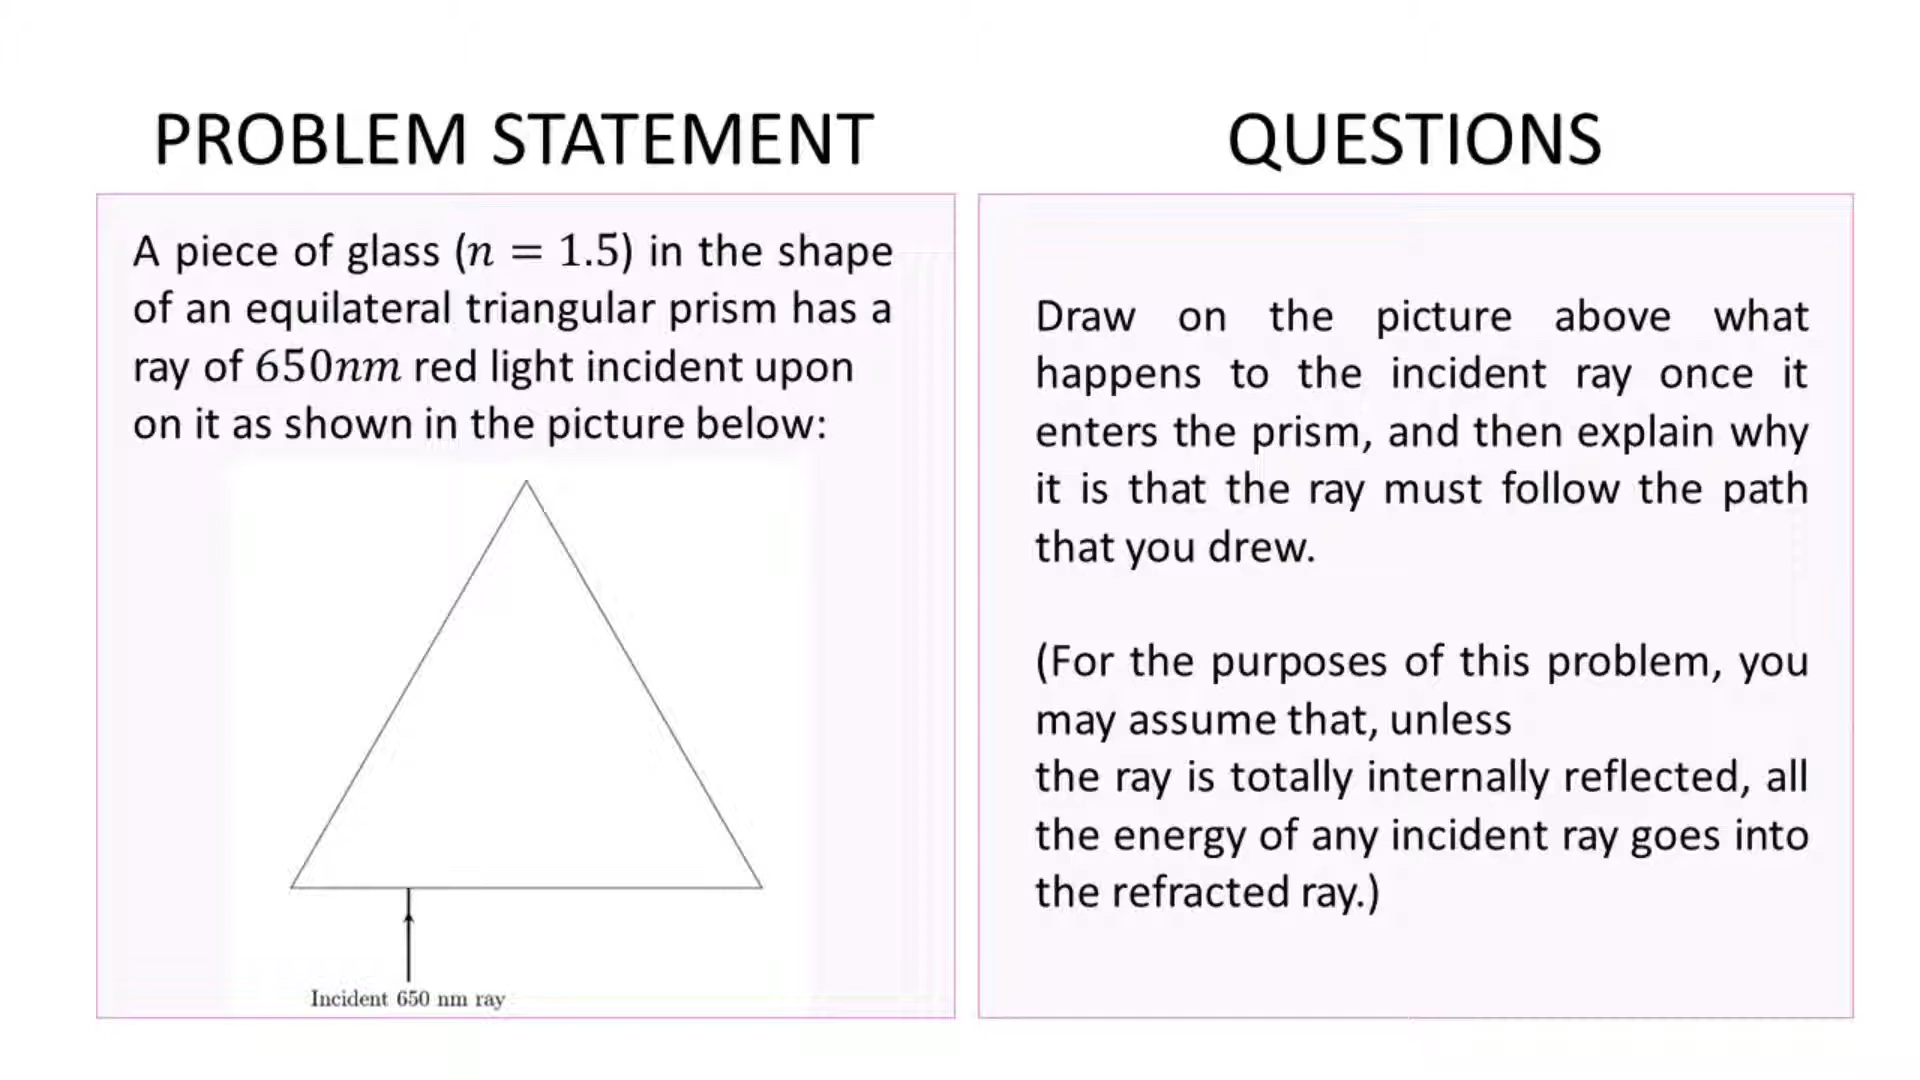 PROBLEM STATEMENT
A piece of glass (n = 1.5) in the shape
of an equilateral triangular prism has a
ray of 650nm red light incident upon
on it as shown in the picture below:
Incident 650 nm ray
QUESTIONS
Draw on the picture above what
happens to the incident ray once it
enters the prism, and then explain why
it is that the ray must follow the path
that you drew.
(For the purposes of this problem, you
may assume that, unless
the ray is totally internally reflected, all
the energy of any incident ray goes into
the refracted ray.)